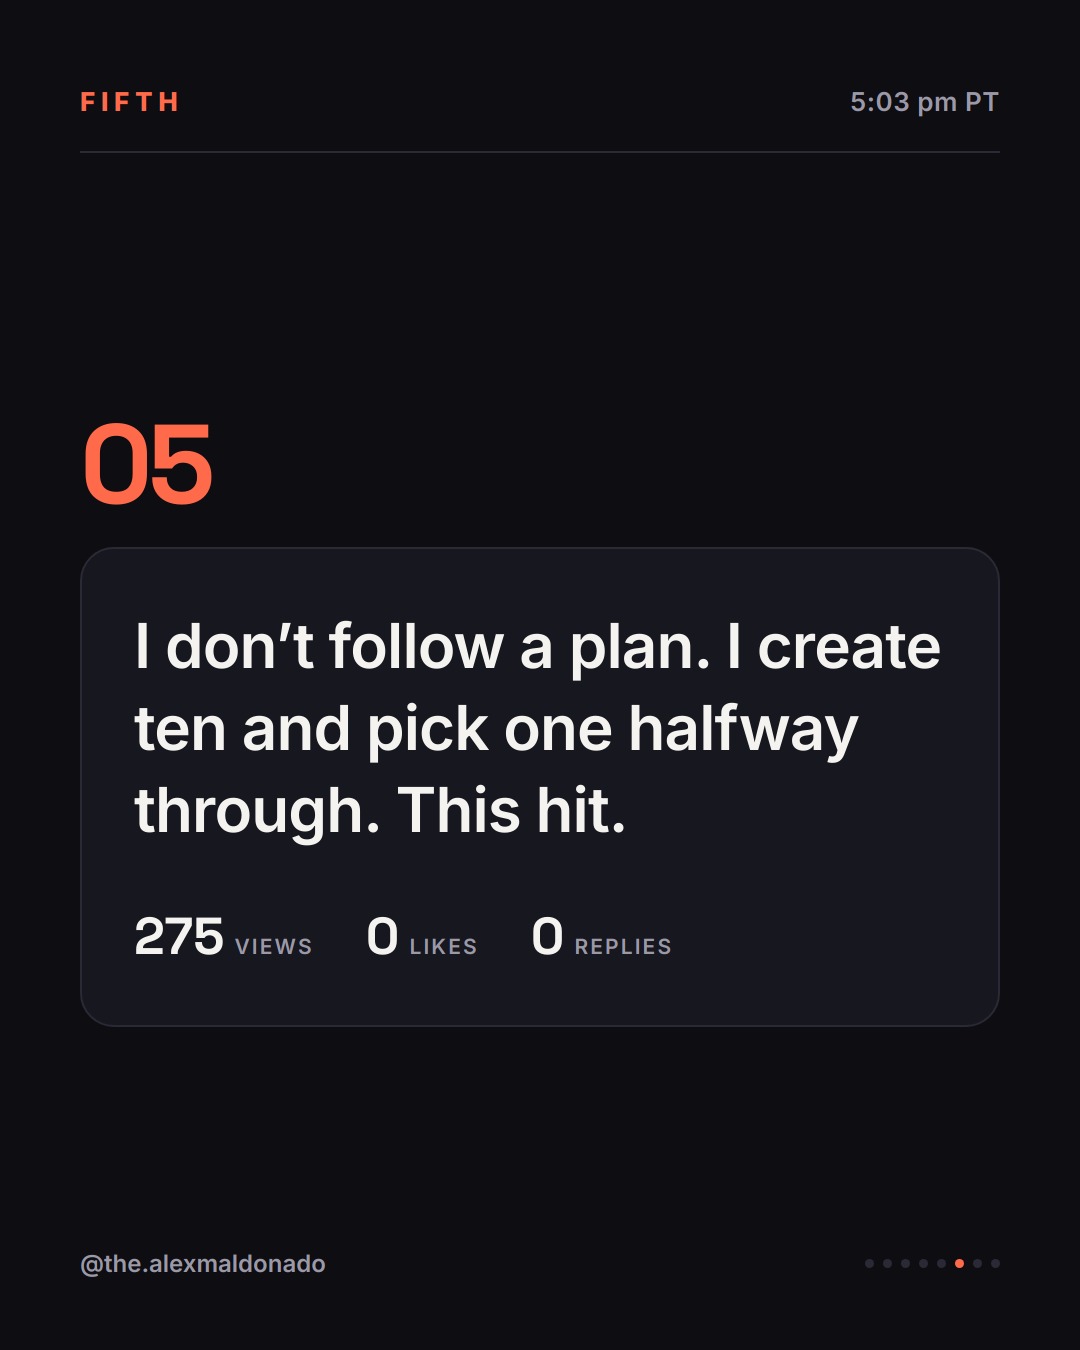 FIFTH
5:03 pm PT
05
I don’t follow a plan. I create
ten and pick one halfway
through. This hit.
275 VIEWS 0 LIKES 0 REPLIES
@the.alexmaldonado